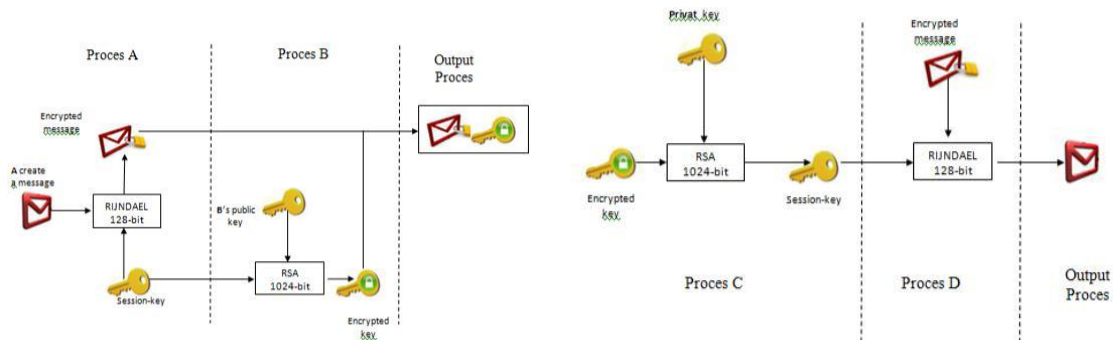 Proces A
Proces B
Output
Proces
Encrypted
message
A create
a message
RIJNDAEL
128-bit
B's public
key
Session-key
RSA
1024-bit
Encrypted
key
Privat key
Encrypted
message
RSA
1024-bit
RIJNDAEL
128-bit
Encrypted
key
Session-key
Proces C
Proces D
Output
Proces